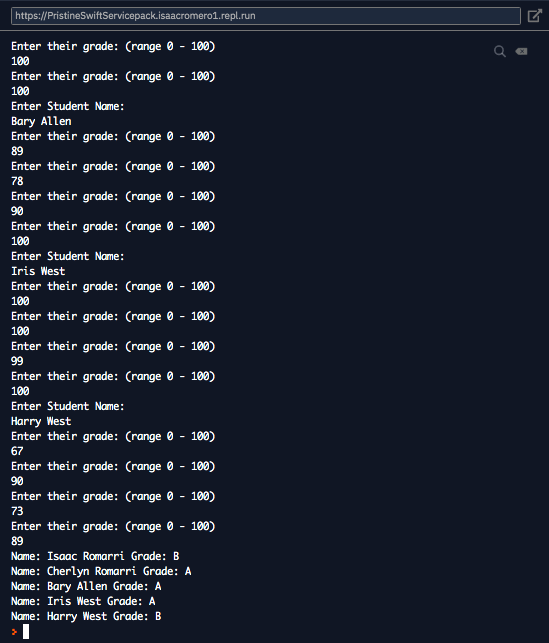 https://PristineSwiftServicepack.isaacromero1.repl.run
Enter their grade: (range 0 - 100)
100
Enter their grade: (range 0 - 100)
100
Enter Student Name:
Bary Allen
Enter their grade: (range 0 - 100)
89
Enter their grade: (range 0 - 100)
78
Enter their grade: (range 0 - 100)
90
Enter their grade: (range 0 - 100)
100
Enter Student Name:
Iris West
Enter their grade: (range 0 - 100)
100
Enter their grade: (range 0 - 100)
100
Enter their grade: (range 0 - 100)
99
Enter their grade: (range 0 - 100)
100
Enter Student Name:
Harry West
Enter their grade: (range 0 - 100)
67
Enter their grade: (range 0 - 100)
90
Enter their grade: (range 0 - 100)
73
Enter their grade: (range 0 - 100)
89
Name: Isaac Romarri Grade: B
Name: Cherlyn Romarri Grade: A
Name: Bary Allen Grade: A
Name: Iris West Grade: A
Name: Harry West Grade: B